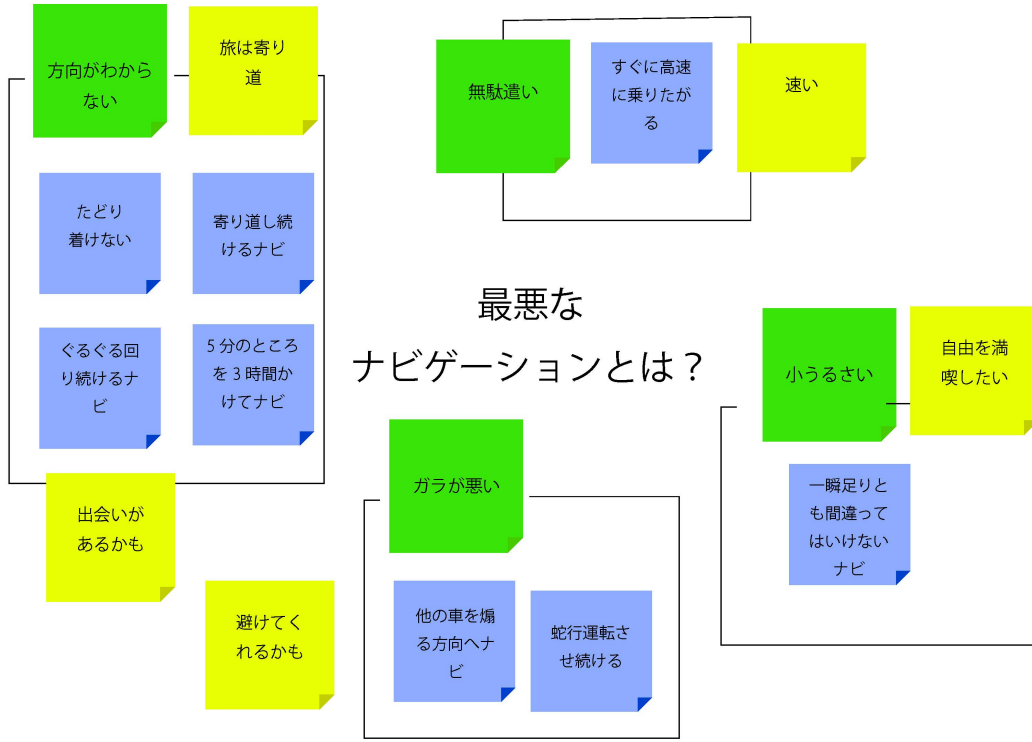 方向がわから
ない
旅は寄り
道
たどり
着けない
寄り道し続
けるナビ
ぐるぐる回
り続けるナ
ビ
5分のところ
を3時間か
けてナビ
出会いが
あるかも
無駄遣い
すぐに高速
に乗りたが
る
速い
最悪な
ナビゲーションとは？
小うるさい
自由を満
喫したい
一瞬足りと
も間違って
はいけない
ナビ
ガラが悪い
他の車を煽
る方向へナ
ビ
蛇行運転さ
せ続ける
避けてく
れるかも